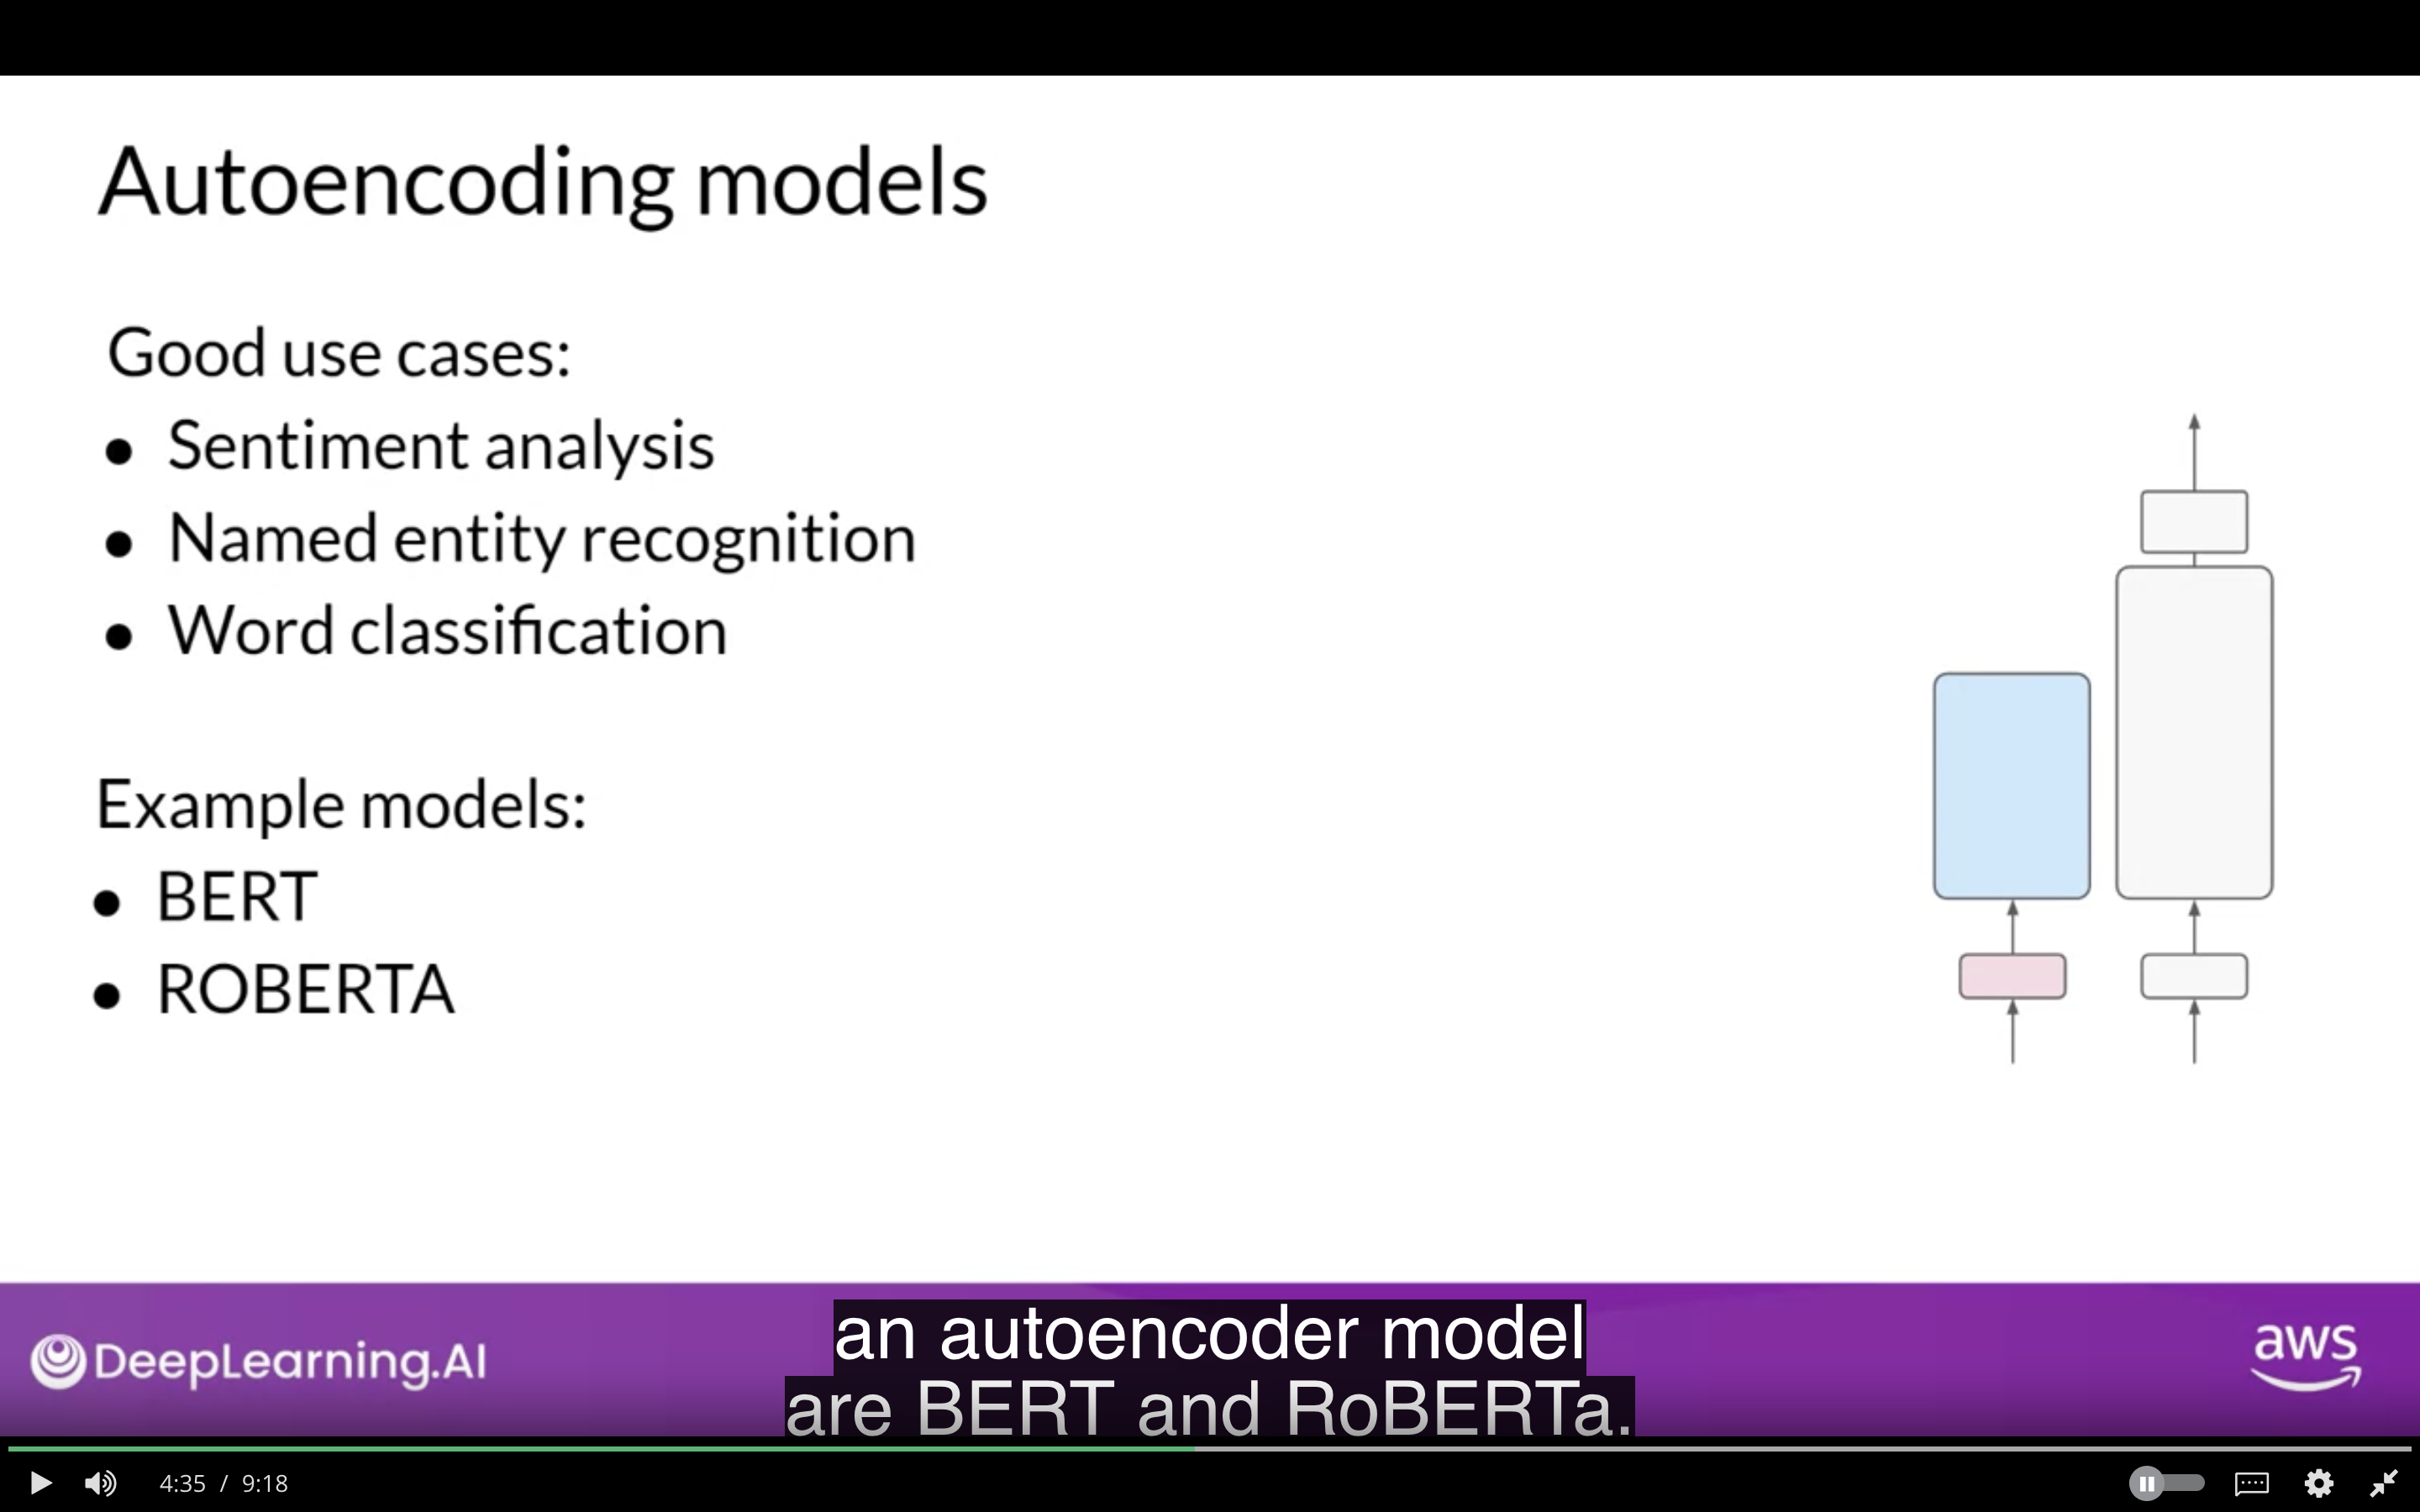 Autoencoding models
Good use cases:
● Sentiment analysis
● Named entity recognition
● Word classification
Example models:
● BERT
● ROBERTA
DeepLearning.AI
an autoencoder model
are BERT and RoBERTa.
aws
4:35 / 9:18